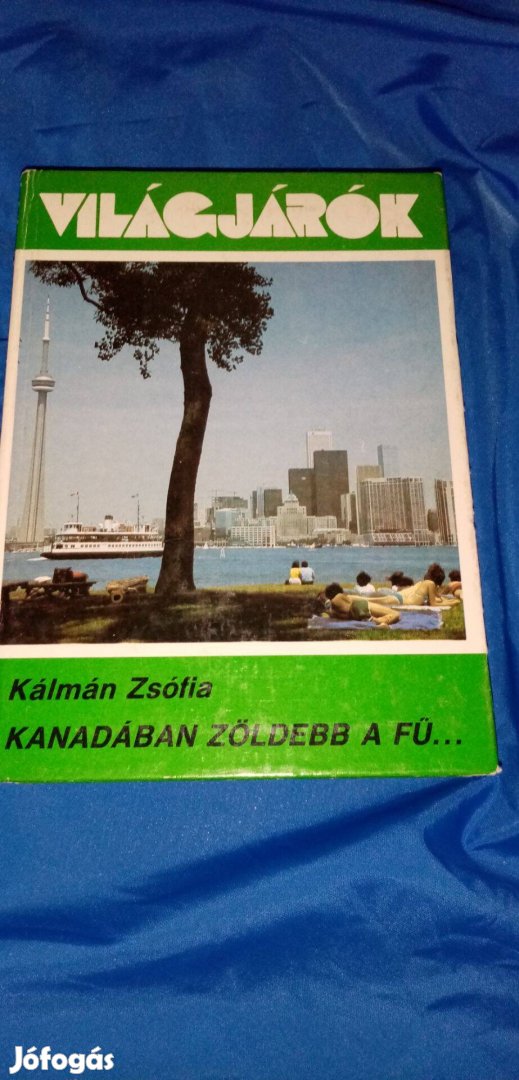 VILÁGJÁRÓK
Kálmán Zsófia
KANADÁBAN ZÖLDEBB A FŰ...
Jófogás